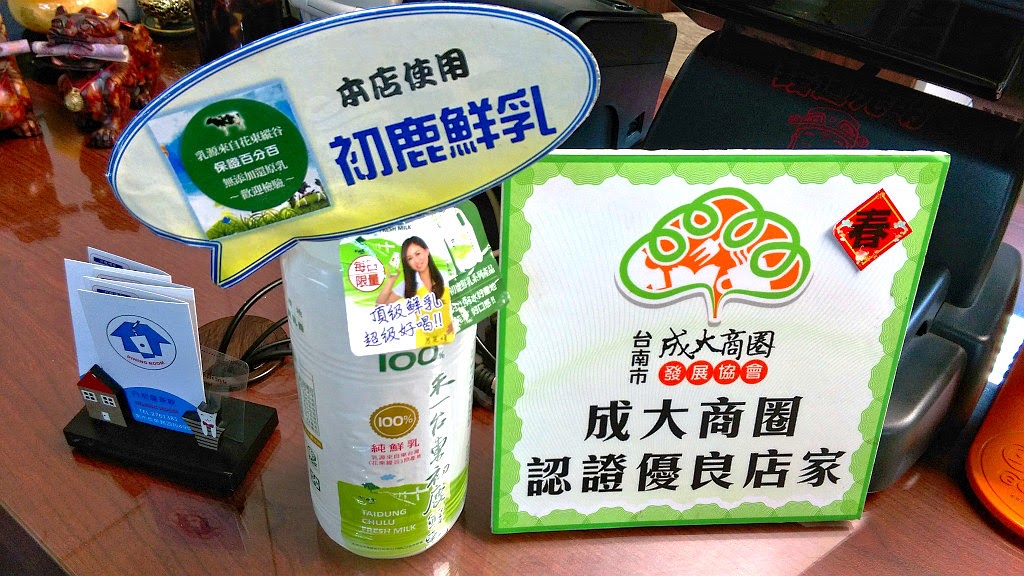 本店使用
初鹿鮮乳
乳源來自花東縱谷
保證百分百
無添加還原乳
~歡迎檢驗~
FRESH MILK
每日
限量
頂級鮮乳
超級好喝!!
100%
100%
純鮮乳
TAIDUNG
CHULU
FRESH MILK
春
台南市
成大商圈
發展協會
成大商圈
認證優良店家